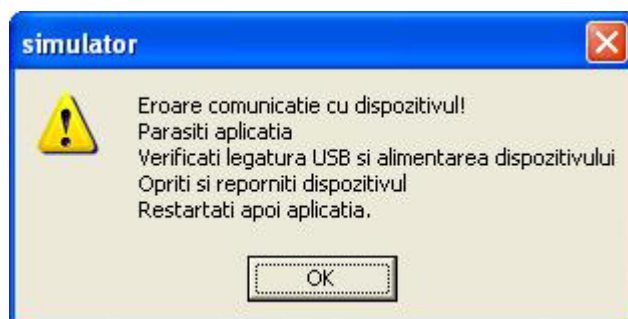 simulator
Eroare comunicatie cu dispozitivul!
Parasiti aplicatia
Verificati legatura USB si alimentarea dispozitivului
Opriti si reporniti dispozitivul
Restartati apoi aplicatia.
OK